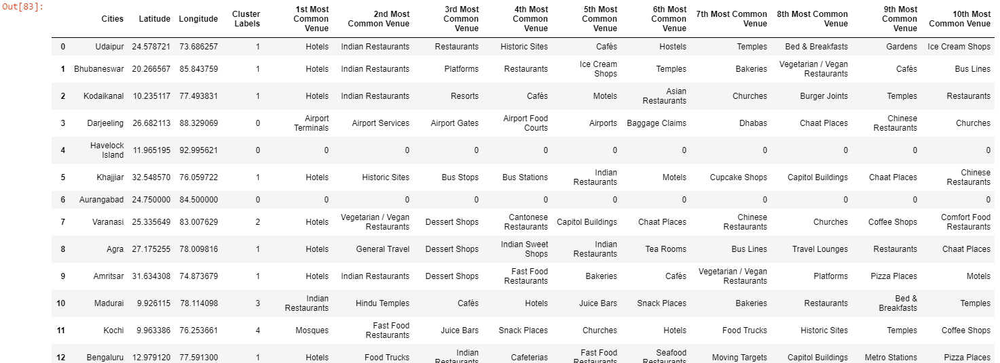 Out[83]:
Cities Latitude Longitude Cluster Labels 1st Most Common Venue 2nd Most Common Venue 3rd Most Common Venue 4th Most Common Venue 5th Most Common Venue 6th Most Common Venue 7th Most Common Venue 8th Most Common Venue 9th Most Common Venue 10th Most Common Venue
0 Udaipur 24.578721 73.686257 1 Hotels Indian Restaurants Restaurants Historic Sites Cafés Hostels Temples Bed & Breakfasts Gardens Ice Cream Shops
1 Bhubaneswar 20.266567 85.843759 1 Hotels Indian Restaurants Platforms Restaurants Ice Cream Shops Temples Bakeries Vegetarian / Vegan Restaurants Cafés Bus Lines
2 Kodaikanal 10.235117 77.493831 1 Hotels Indian Restaurants Resorts Cafés Motels Asian Restaurants Churches Burger Joints Temples Restaurants
3 Darjeeling 26.682113 88.329069 0 Airport Terminals Airport Services Airport Gates Airport Food Courts Airports Baggage Claims Dhabas Chaat Places Chinese Restaurants Churches
4 Havelock Island 11.965195 92.995621 0 0 0 0 0 0 0 0 0 0 0
5 Khajjiar 32.548570 76.059722 1 Hotels Historic Sites Bus Stops Bus Stations Indian Restaurants Motels Cupcake Shops Capitol Buildings Chaat Places Chinese Restaurants
6 Aurangabad 24.750000 84.500000 0 0 0 0 0 0 0 0 0 0 0
7 Varanasi 25.335649 83.007629 2 Hotels Vegetarian / Vegan Restaurants Dessert Shops Cantonese Restaurants Capitol Buildings Chaat Places Chinese Restaurants Churches Coffee Shops Comfort Food Restaurants
8 Agra 27.175255 78.009816 1 Hotels General Travel Dessert Shops Indian Sweet Shops Indian Restaurants Tea Rooms Bus Lines Travel Lounges Restaurants Chaat Places
9 Amritsar 31.634308 74.873679 1 Hotels Indian Restaurants Dessert Shops Fast Food Restaurants Bakeries Cafés Vegetarian / Vegan Restaurants Platforms Pizza Places Motels
10 Madurai 9.926115 78.114098 3 Indian Restaurants Hindu Temples Cafés Hotels Juice Bars Snack Places Bakeries Restaurants Bed & Breakfasts Temples
11 Kochi 9.963386 76.253661 4 Mosques Fast Food Restaurants Juice Bars Snack Places Churches Hotels Food Trucks Historic Sites Temples Coffee Shops
12 Bengaluru 12.979120 77.591300 1 Hotels Food Trucks Indian Restaurants Cafeterias Fast Food Restaurants Seafood Restaurants Moving Targets Capitol Buildings Metro Stations Pizza Places